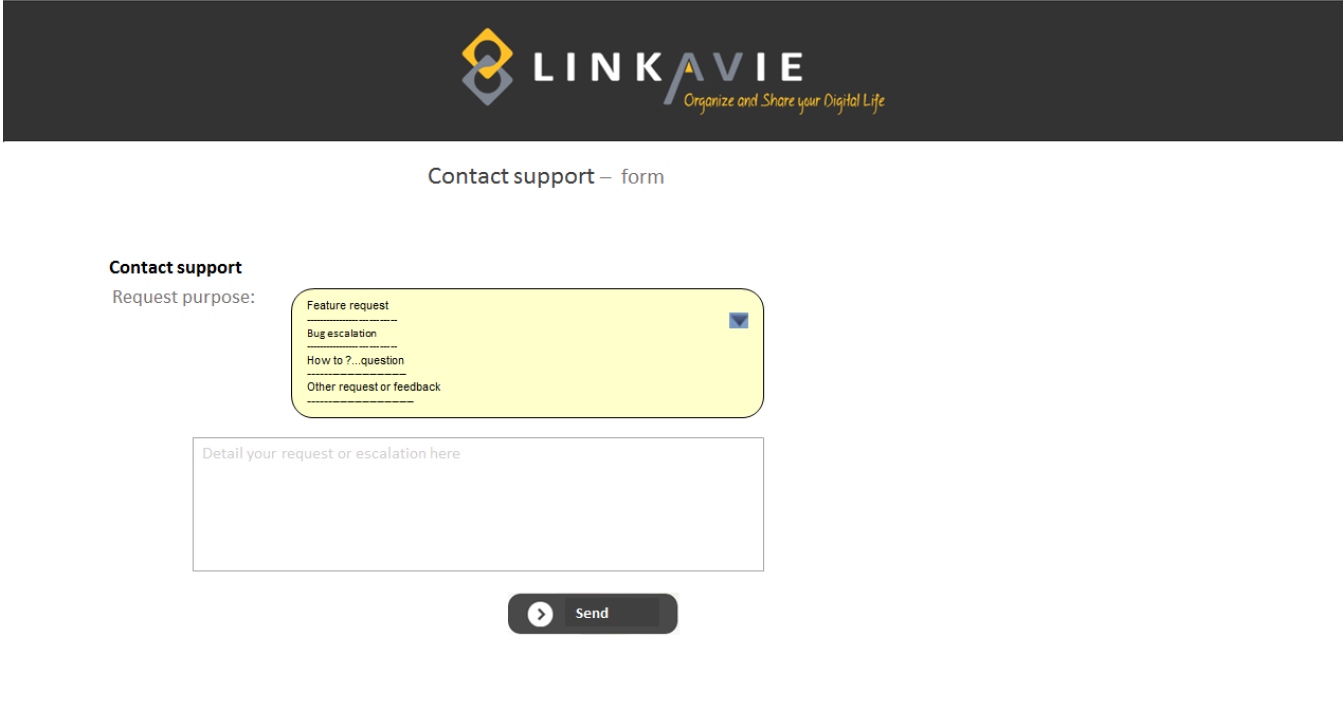 LINKAVIE
Organize and Share your Digital Life
Contact support – form
Contact support
Request purpose:
Feature request
----------------------------
Bug escalation
----------------------------
How to ?...question
----------------------------
Other request or feedback
----------------------------
Detail your request or escalation here
Send